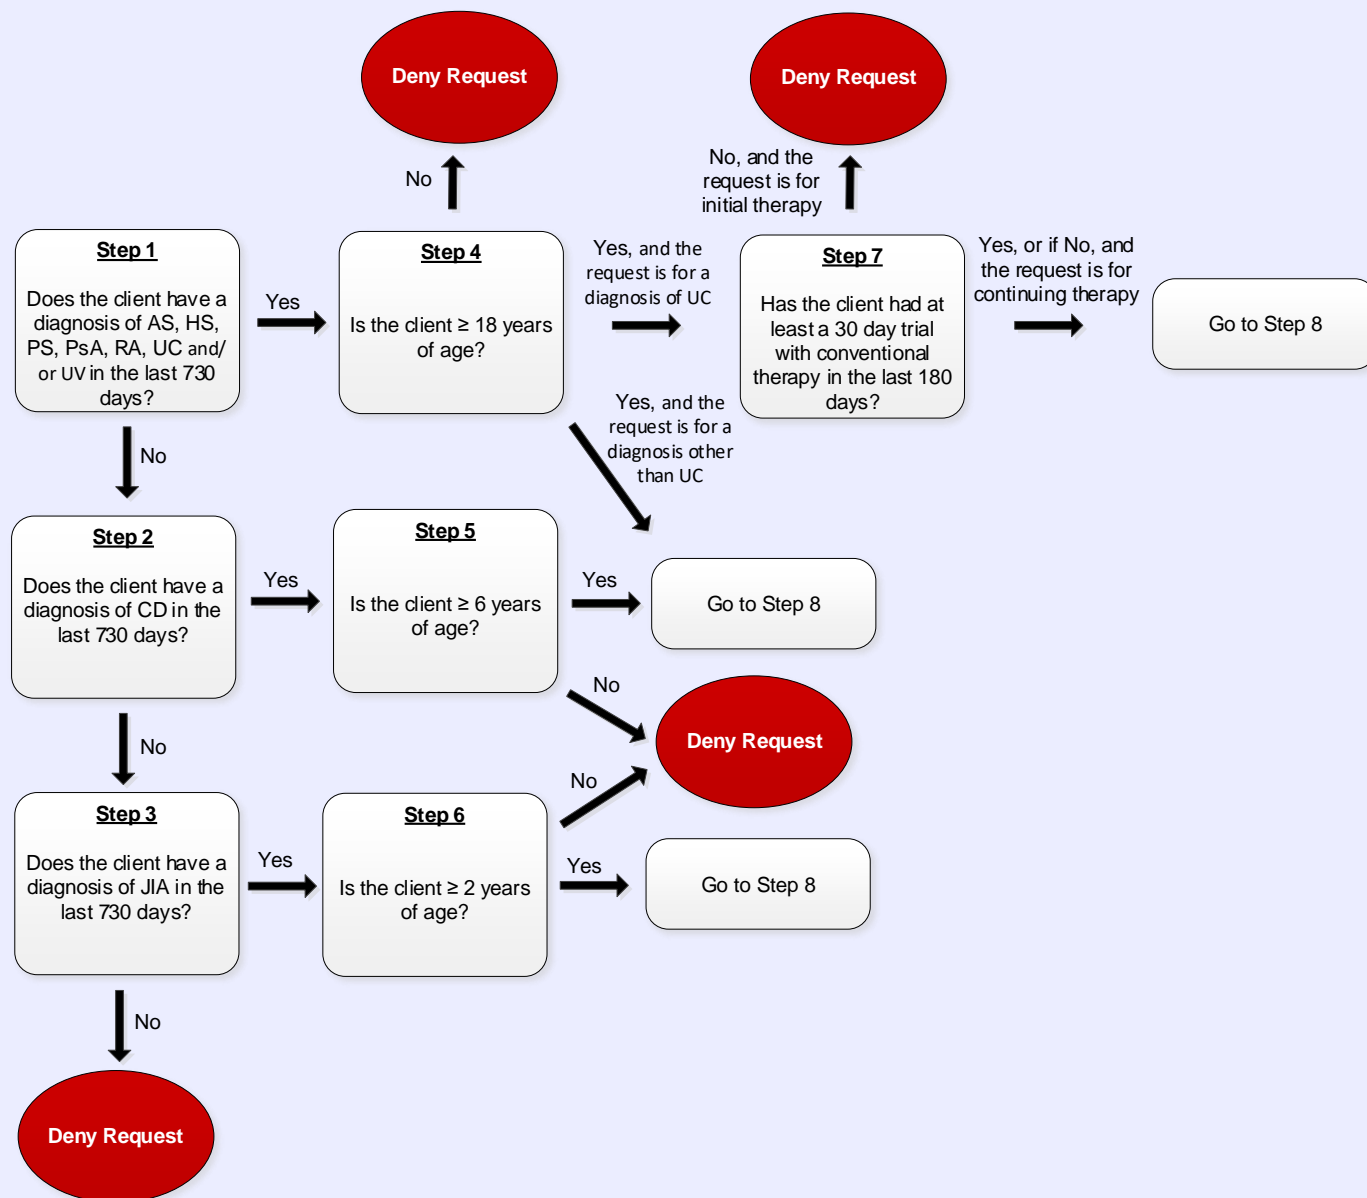 Deny Request
Deny Request
No
No, and the
request is for
initial therapy
Step 1
Does the client have a
diagnosis of AS, HS,
PS, PsA, RA, UC and/
or UV in the last 730
days?
Yes
Step 4
Is the client ≥ 18 years
of age?
Yes, and the
request is for a
diagnosis of UC
Step 7
Has the client had at
least a 30 day trial
with conventional
therapy in the last 180
days?
Yes, or if No, and
the request is for
continuing therapy
Go to Step 8
No
Yes, and the
request is for a
diagnosis other
than UC
Step 2
Does the client have a
diagnosis of CD in the
last 730 days?
Yes
Step 5
Is the client ≥ 6 years
of age?
Yes
Go to Step 8
No
No
Deny Request
Step 3
Does the client have a
diagnosis of JIA in the
last 730 days?
Yes
Step 6
Is the client ≥ 2 years
of age?
No
Yes
Go to Step 8
No
Deny Request